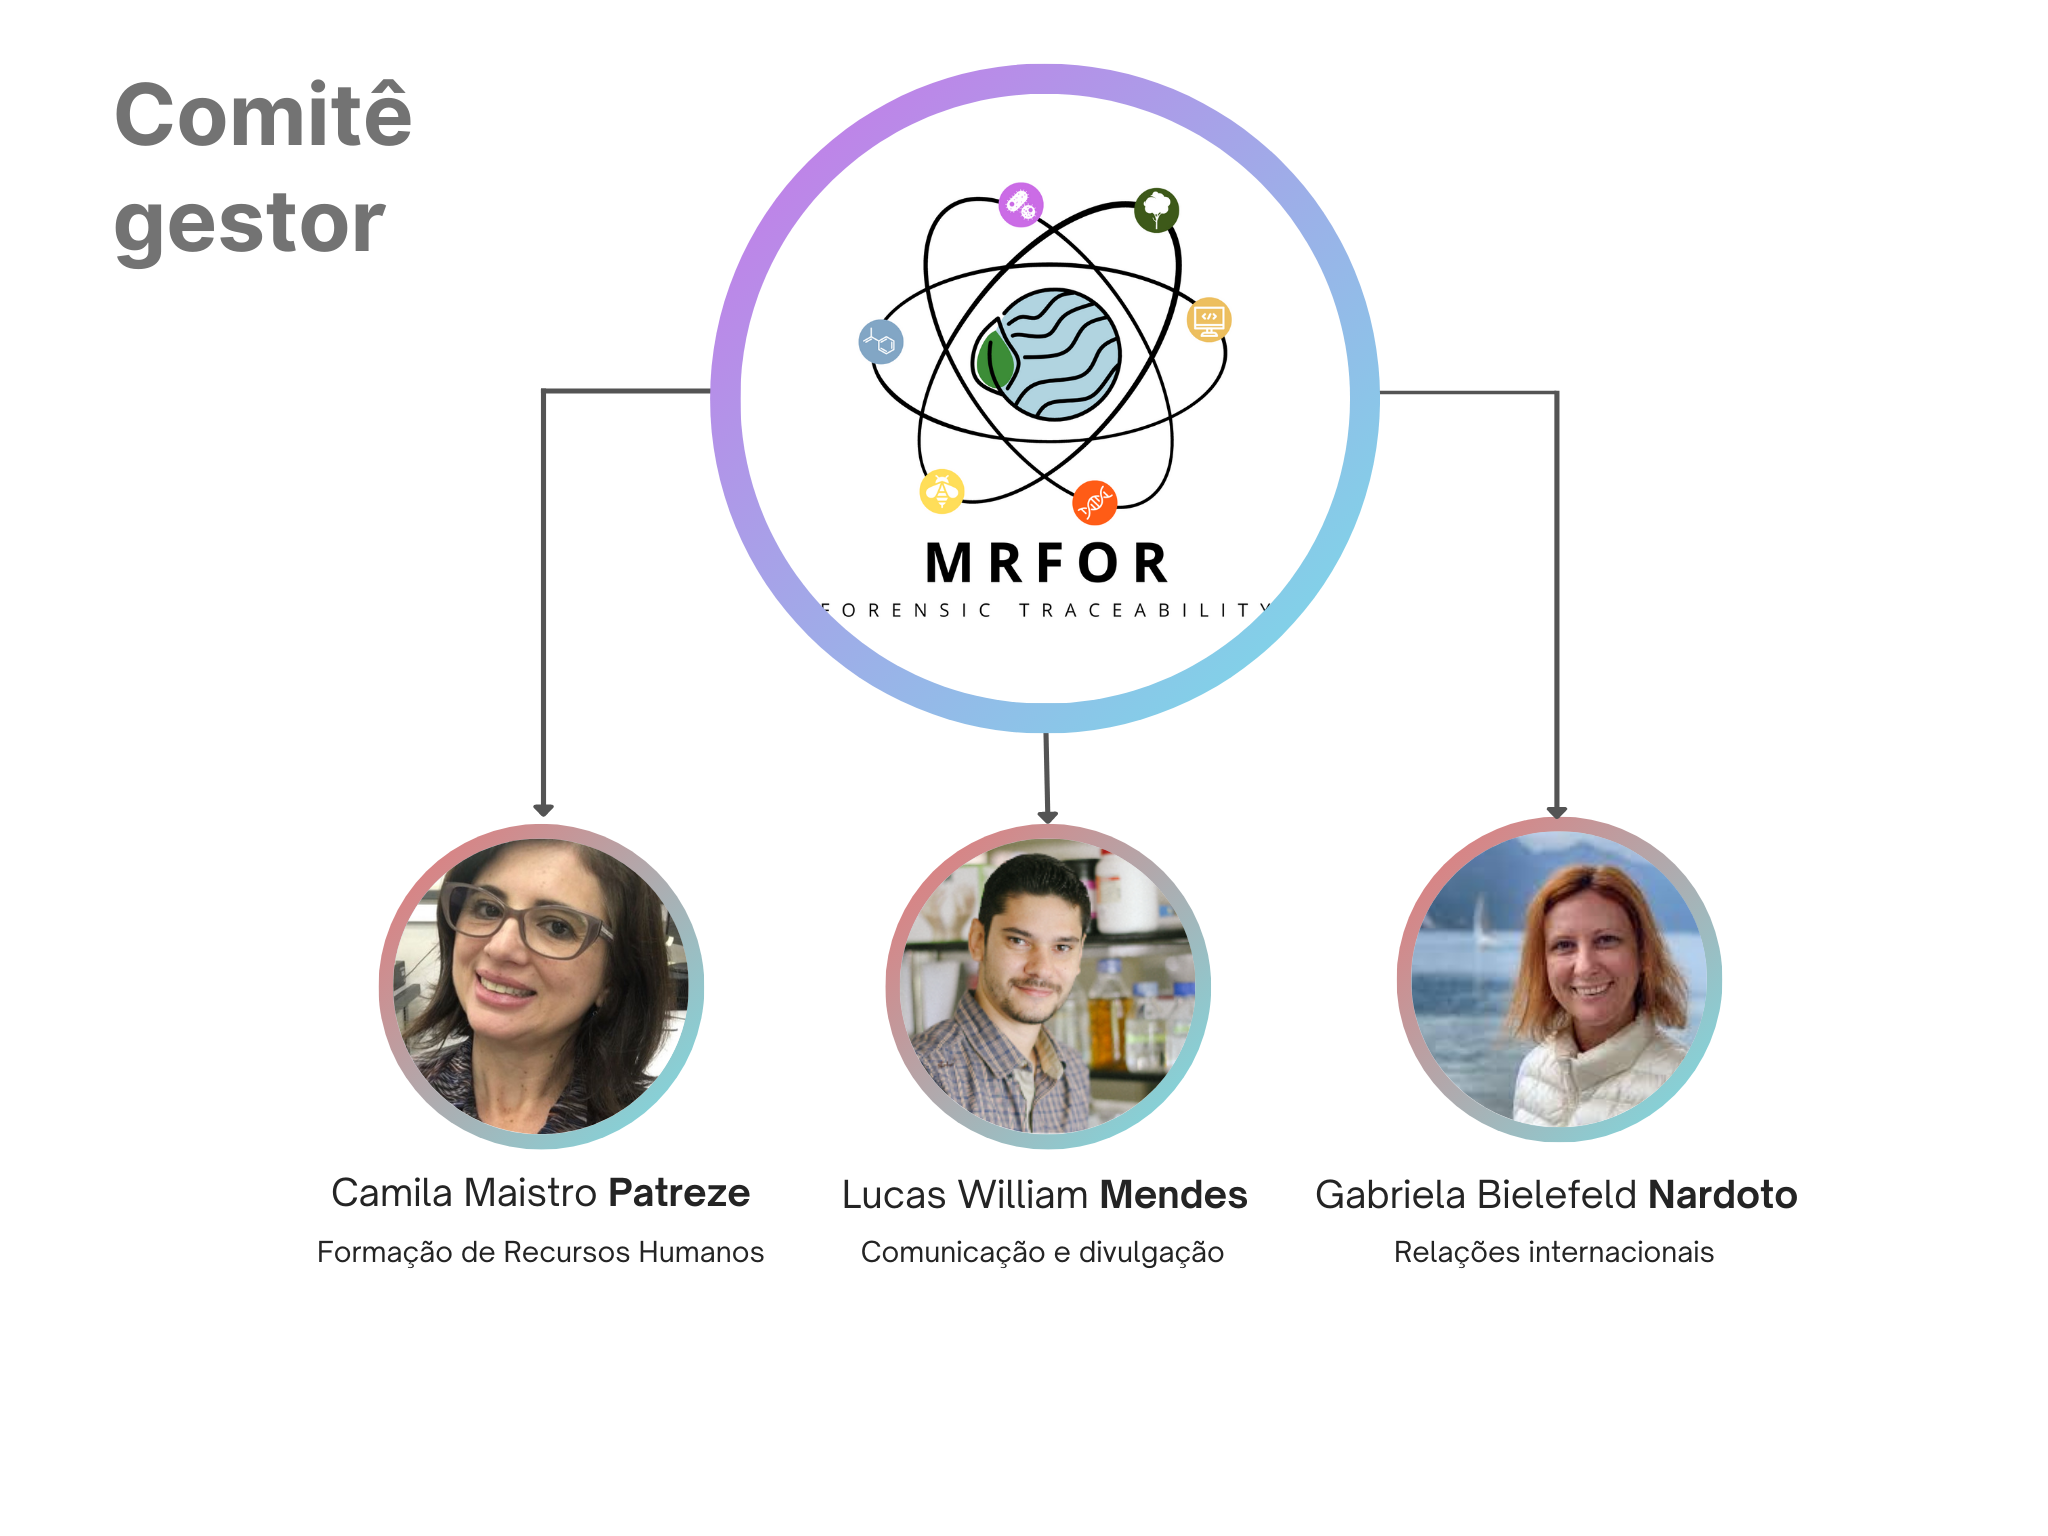 Comitê
gestor
MRFOR
FORENSIC TRACEABILITY
Camila Maistro Patreze
Formação de Recursos Humanos
Lucas William Mendes
Comunicação e divulgação
Gabriela Bielefeld Nardoto
Relações internacionais